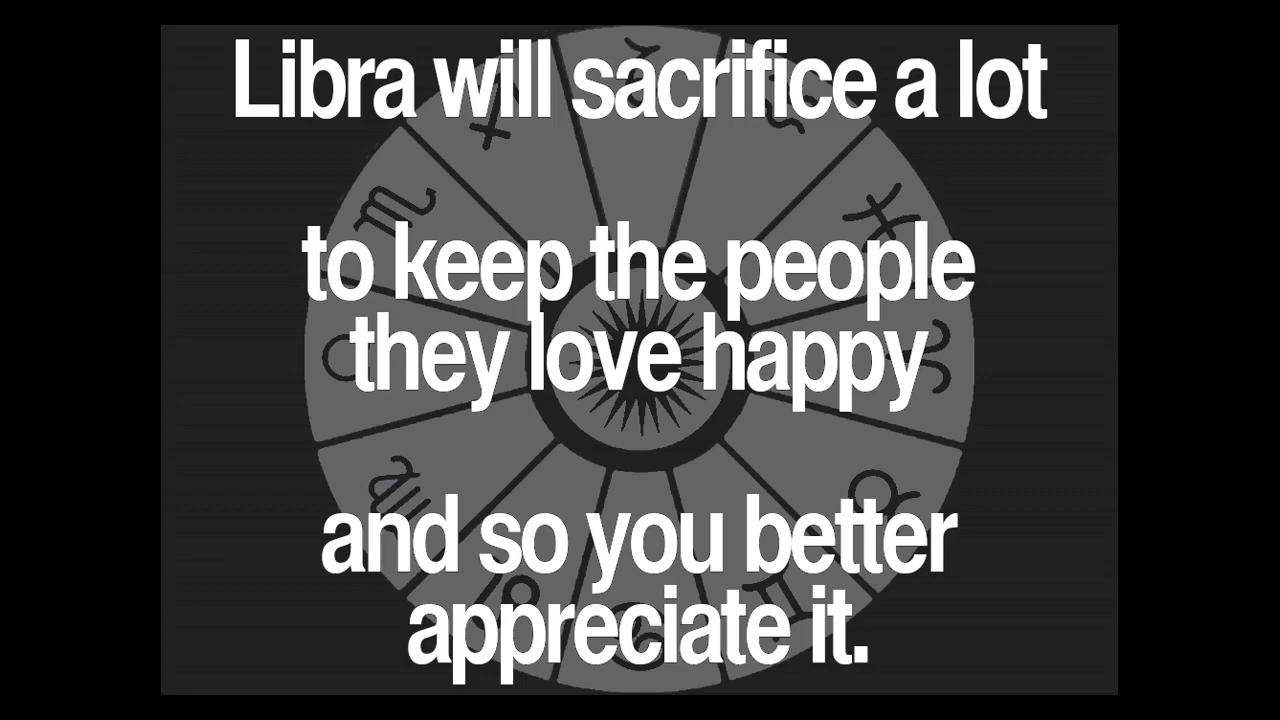 Libra will sacrifice a lot
to keep the people
they love happy
and so you better
appreciate it.